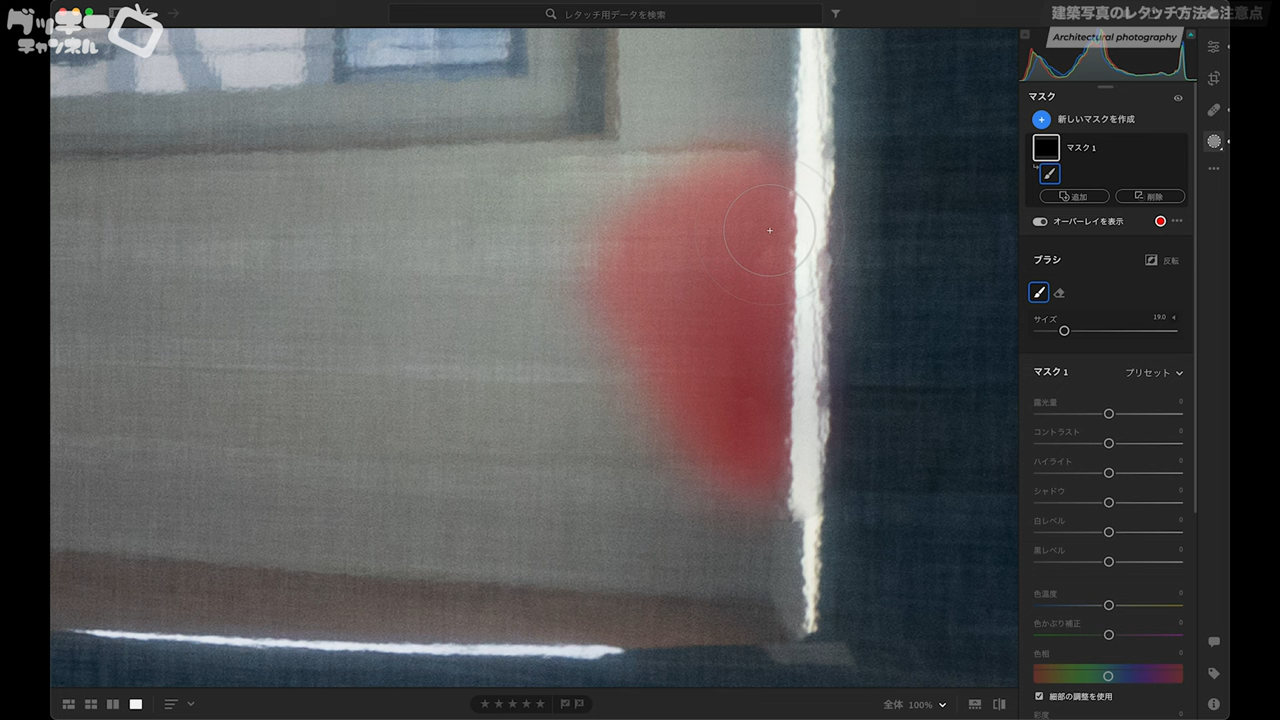 グッチー
チャンネル
レタッチ用データを検索
建築写真のレタッチ方法と注意点
Architectural photography
マスク
新しいマスクを作成
マスク 1
追加
削除
オーバーレイを表示
ブラシ
反転
サイズ 19.0
マスク 1 プリセット
露光量 0
コントラスト 0
ハイライト 0
シャドウ 0
白レベル 0
黒レベル 0
色温度 0
色かぶり補正 0
色相 0
細部の調整を使用
彩度 0
全体 100%